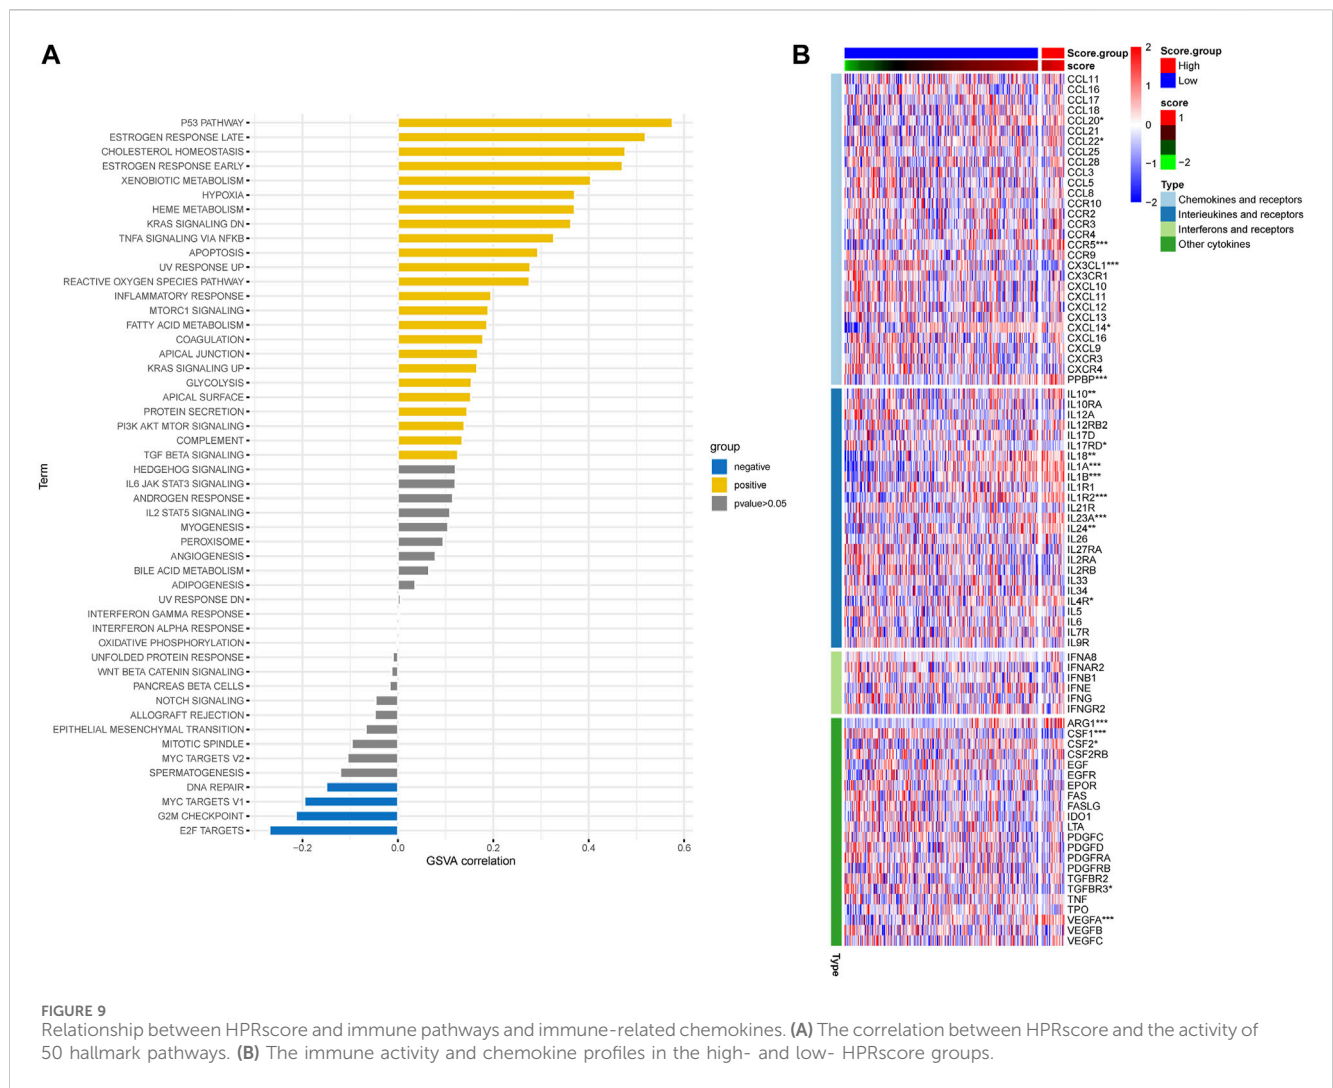 A
P53 PATHWAY
ESTROGEN RESPONSE LATE
CHOLESTEROL HOMEOSTASIS
ESTROGEN RESPONSE EARLY
XENOBIOTIC METABOLISM
HYPOXIA
HEME METABOLISM
KRAS SIGNALING DN
TNFA SIGNALING VIA NFKB
APOPTOSIS
UV RESPONSE UP
REACTIVE OXYGEN SPECIES PATHWAY
INFLAMMATORY RESPONSE
MTORC1 SIGNALING
FATTY ACID METABOLISM
COAGULATION
APICAL JUNCTION
KRAS SIGNALING UP
GLYCOLYSIS
APICAL SURFACE
PROTEIN SECRETION
PI3K AKT MTOR SIGNALING
COMPLEMENT
TGF BETA SIGNALING
HEDGEHOG SIGNALING
IL6 JAK STAT3 SIGNALING
ANDROGEN RESPONSE
IL2 STAT5 SIGNALING
MYOGENESIS
PEROXISOME
ANGIOGENESIS
BILE ACID METABOLISM
ADIPOGENESIS
UV RESPONSE DN
INTERFERON GAMMA RESPONSE
INTERFERON ALPHA RESPONSE
OXIDATIVE PHOSPHORYLATION
UNFOLDED PROTEIN RESPONSE
WNT BETA CATENIN SIGNALING
PANCREAS BETA CELLS
NOTCH SIGNALING
ALLOGRAFT REJECTION
EPITHELIAL MESENCHYMAL TRANSITION
MITOTIC SPINDLE
MYC TARGETS V2
SPERMATOGENESIS
DNA REPAIR
MYC TARGETS V1
G2M CHECKPOINT
E2F TARGETS
Term
−0.2 0.0 0.2 0.4 0.6
GSVA correlation
group
negative
positive
pvalue>0.05
B
Score.group
score
CCL11
CCL16
CCL17
CCL18
CCL20*
CCL21
CCL22*
CCL25
CCL28
CCL3
CCL5
CCL8
CCR10
CCR2
CCR3
CCR4
CCR5***
CCR9
CX3CL1***
CX3CR1
CXCL10
CXCL11
CXCL12
CXCL13
CXCL14*
CXCL16
CXCL9
CXCR3
CXCR4
PPBP***
IL10**
IL10RA
IL12A
IL12RB2
IL17D
IL17RD*
IL18**
IL1A***
IL1B***
IL1R1
IL1R2***
IL21R
IL23A***
IL24**
IL26
IL27RA
IL2RA
IL2RB
IL33
IL34
IL4R*
IL5
IL6
IL7R
IL9R
IFNA8
IFNAR2
IFNB1
IFNE
IFNG
IFNGR2
ARG1***
CSF1***
CSF2*
CSF2RB
EGF
EGFR
EPOR
FAS
FASLG
IDO1
LTA
PDGFC
PDGFD
PDGFRA
PDGFRB
TGFBR2
TGFBR3*
TNF
TPO
VEGFA***
VEGFB
VEGFC
Type
2
1
0
−1
−2
Score.group
High
Low
score
1
−2
Type
Chemokines and receptors
Interieukines and receptors
Interferons and receptors
Other cytokines
FIGURE 9
Relationship between HPRscore and immune pathways and immune-related chemokines. (A) The correlation between HPRscore and the activity of
50 hallmark pathways. (B) The immune activity and chemokine profiles in the high- and low- HPRscore groups.